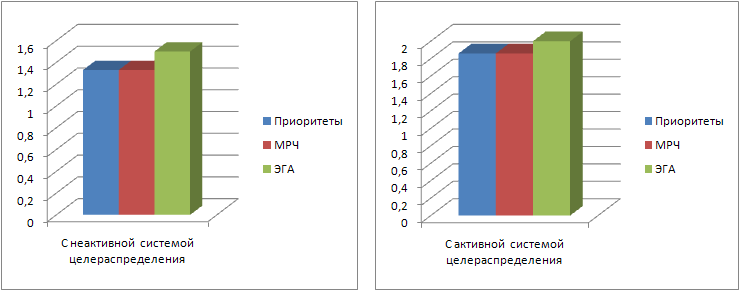 1,6
1,4
1,2
1
0,8
0,6
0,4
0,2
0
С неактивной системой
целераспределения
Приоритеты
МРЧ
ЭГА
2
1,8
1,6
1,4
1,2
1
0,8
0,6
0,4
0,2
0
С активной системой
целераспределения
Приоритеты
МРЧ
ЭГА